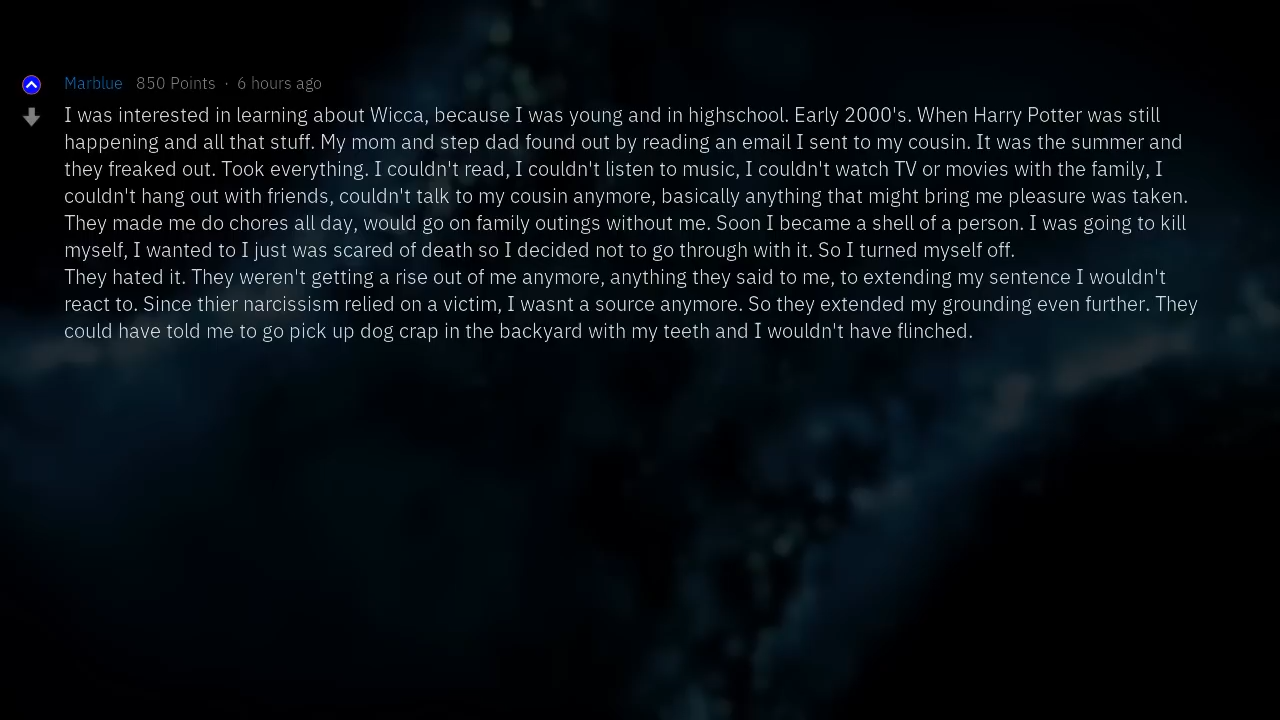 Marblue 850 Points · 6 hours ago
I was interested in learning about Wicca, because I was young and in highschool. Early 2000's. When Harry Potter was still
happening and all that stuff. My mom and step dad found out by reading an email I sent to my cousin. It was the summer and
they freaked out. Took everything. I couldn't read, I couldn't listen to music, I couldn't watch TV or movies with the family, I
couldn't hang out with friends, couldn't talk to my cousin anymore, basically anything that might bring me pleasure was taken.
They made me do chores all day, would go on family outings without me. Soon I became a shell of a person. I was going to kill
myself, I wanted to I just was scared of death so I decided not to go through with it. So I turned myself off.
They hated it. They weren't getting a rise out of me anymore, anything they said to me, to extending my sentence I wouldn't
react to. Since thier narcissism relied on a victim, I wasnt a source anymore. So they extended my grounding even further. They
could have told me to go pick up dog crap in the backyard with my teeth and I wouldn't have flinched.